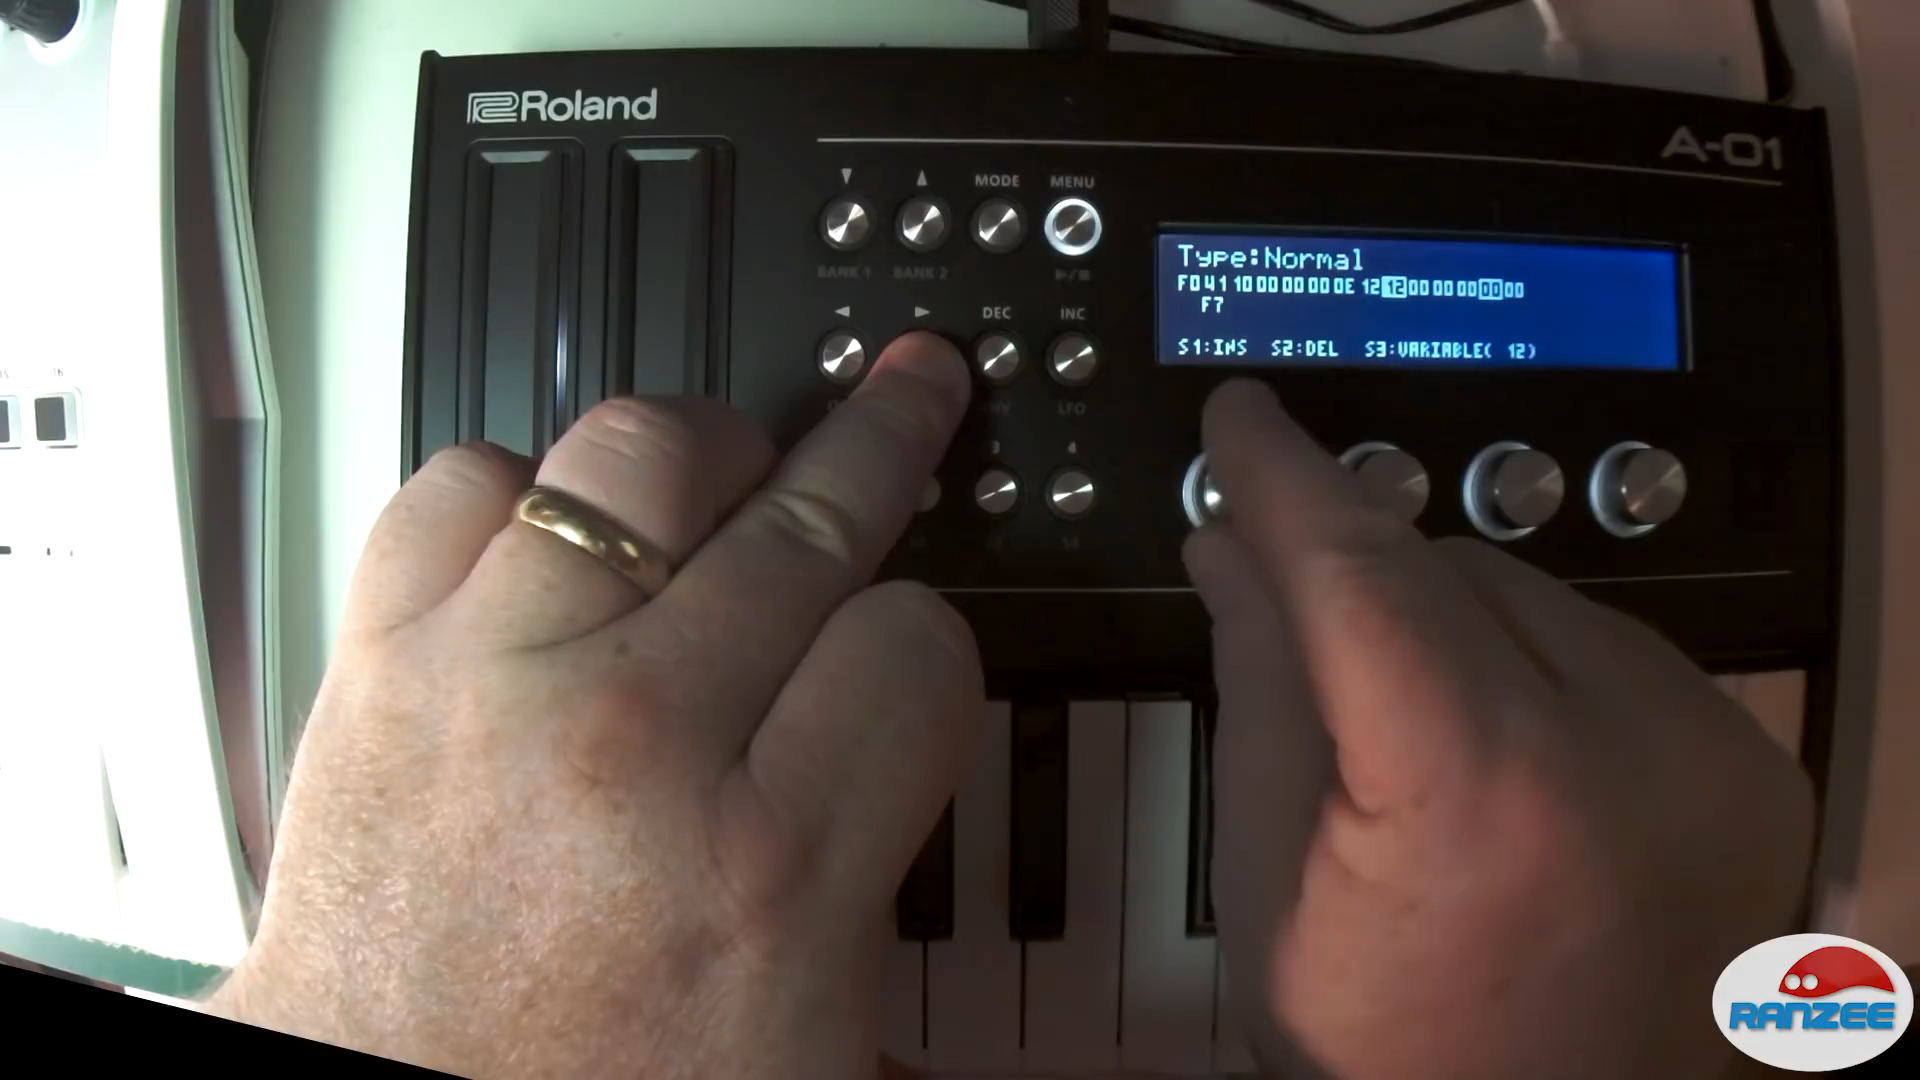 Roland
A-01
MODE
MENU
BANK 1
BANK 2
Type:Normal
F0 41 10 00 00 00 0E 12 12 00 00 00 00 00
F7
S1:INS S2:DEL S3:VARIABLE( 12)
DEC
INC
LFO
3
4
16
RANZEE